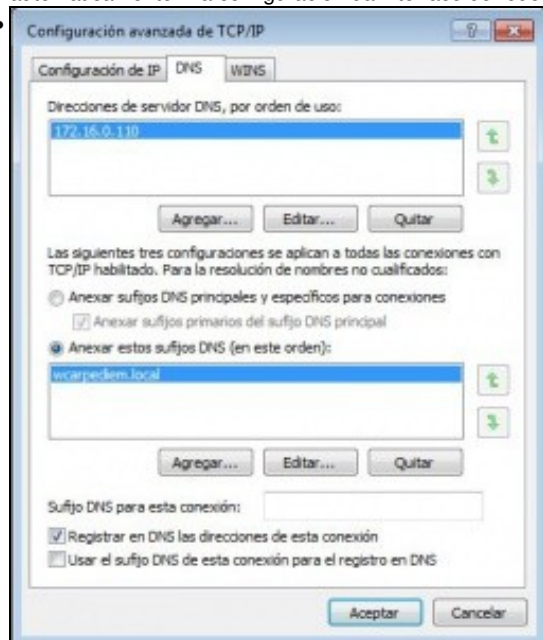 Configuración avanzada de TCP/IP
Configuración de IP DNS WINS
Direcciones de servidor DNS, por orden de uso:
172.16.0.110
Agregar... Editar... Quitar
Las siguientes tres configuraciones se aplican a todas las conexiones con
TCP/IP habilitado. Para la resolución de nombres no cualificados:
Anexar sufijos DNS principales y específicos para conexiones
Anexar sufijos primarios del sufijo DNS principal
Anexar estos sufijos DNS (en este orden):
wcarpediem.local
Agregar... Editar... Quitar
Sufijo DNS para esta conexión:
Registrar en DNS las direcciones de esta conexión
Usar el sufijo DNS de esta conexión para el registro en DNS
Aceptar Cancelar